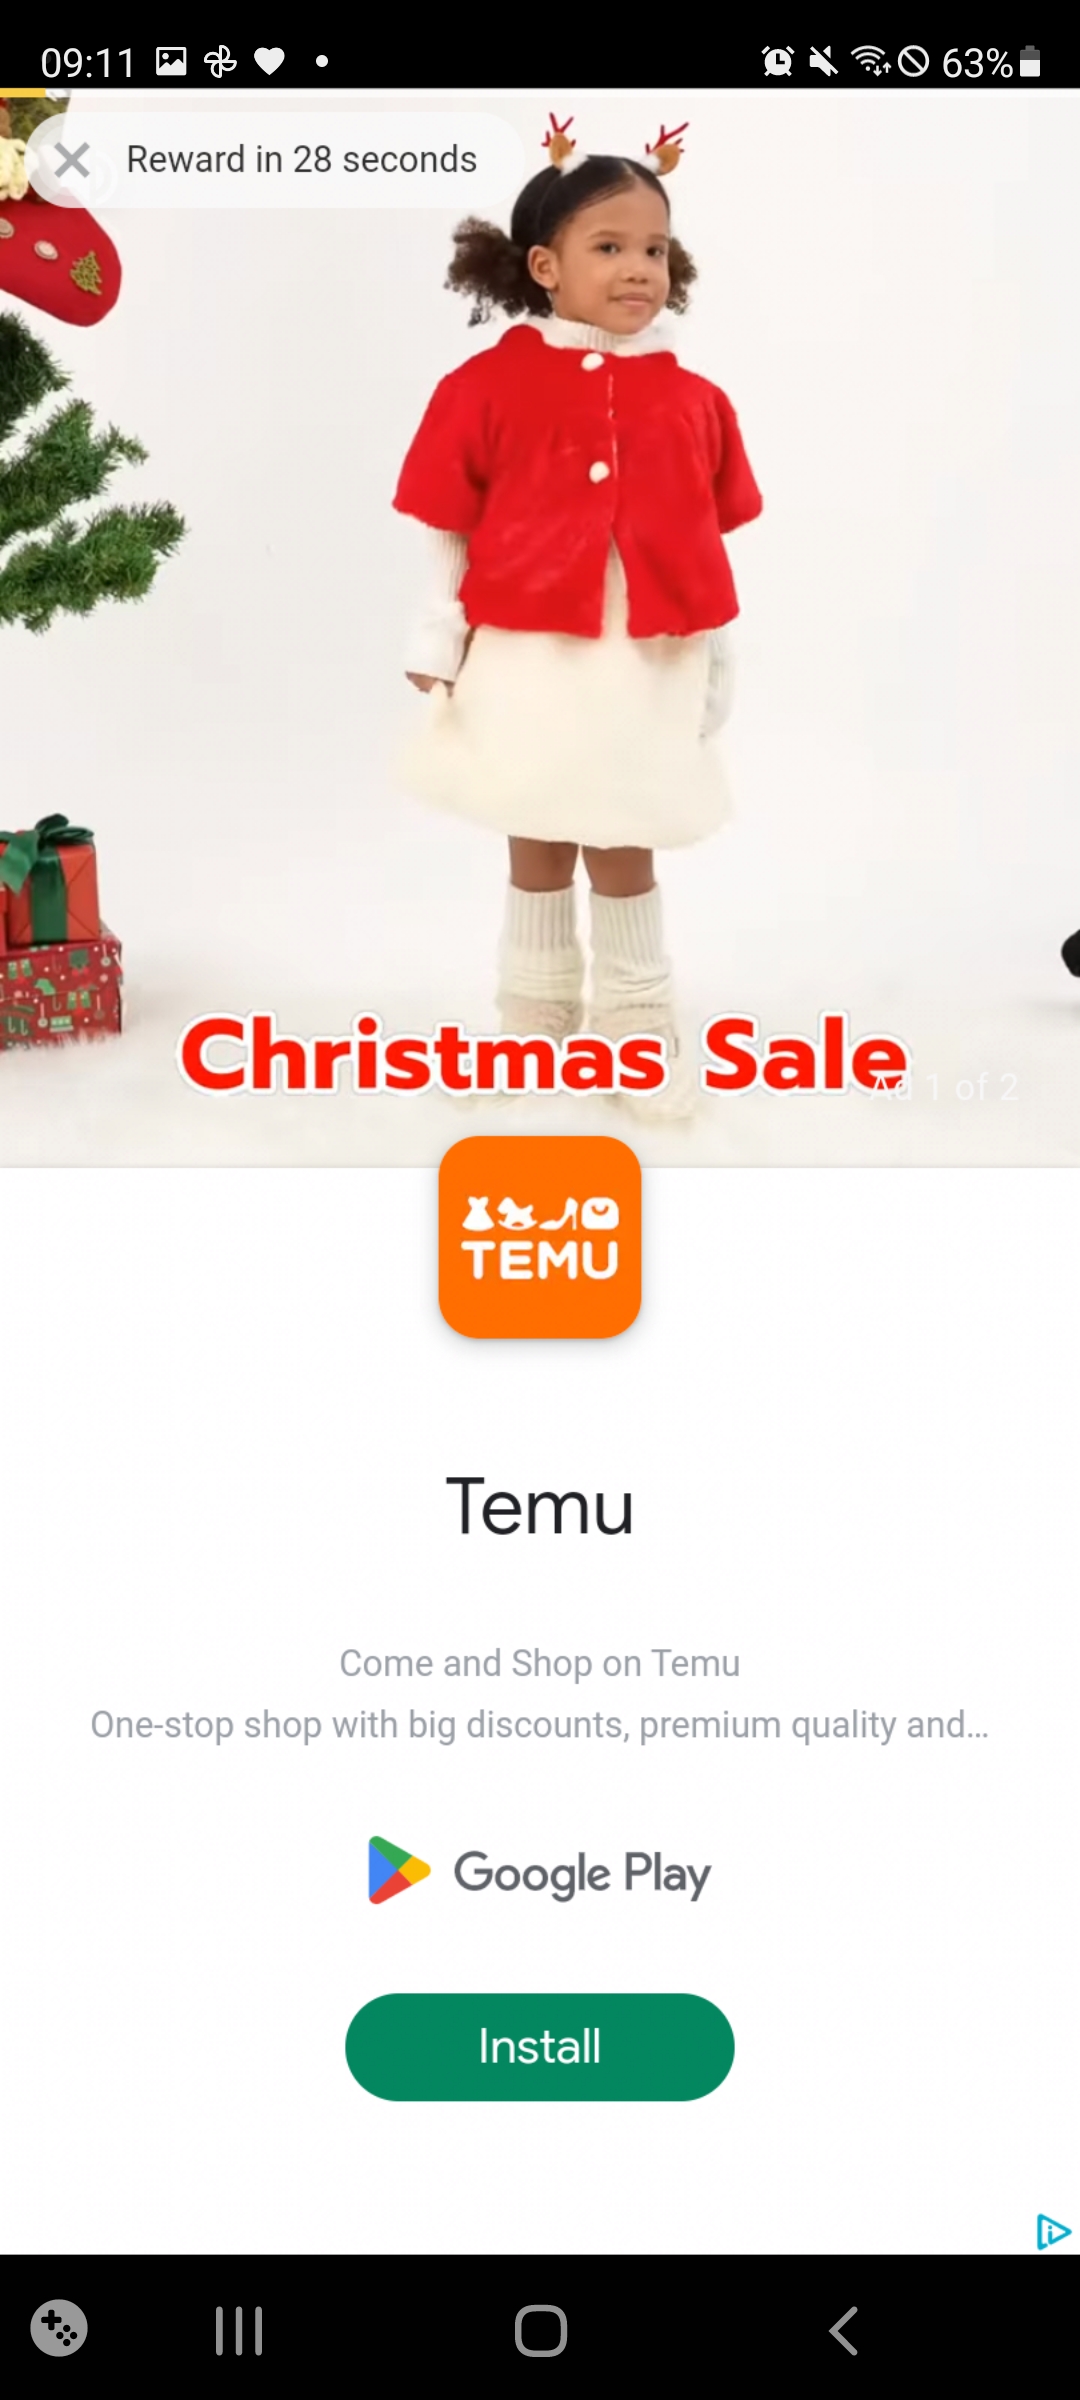 09:11
63%
Reward in 28 seconds
Christmas Sale
Ad 1 of 2
TEMU
Temu
Come and Shop on Temu
One-stop shop with big discounts, premium quality and...
Google Play
Install